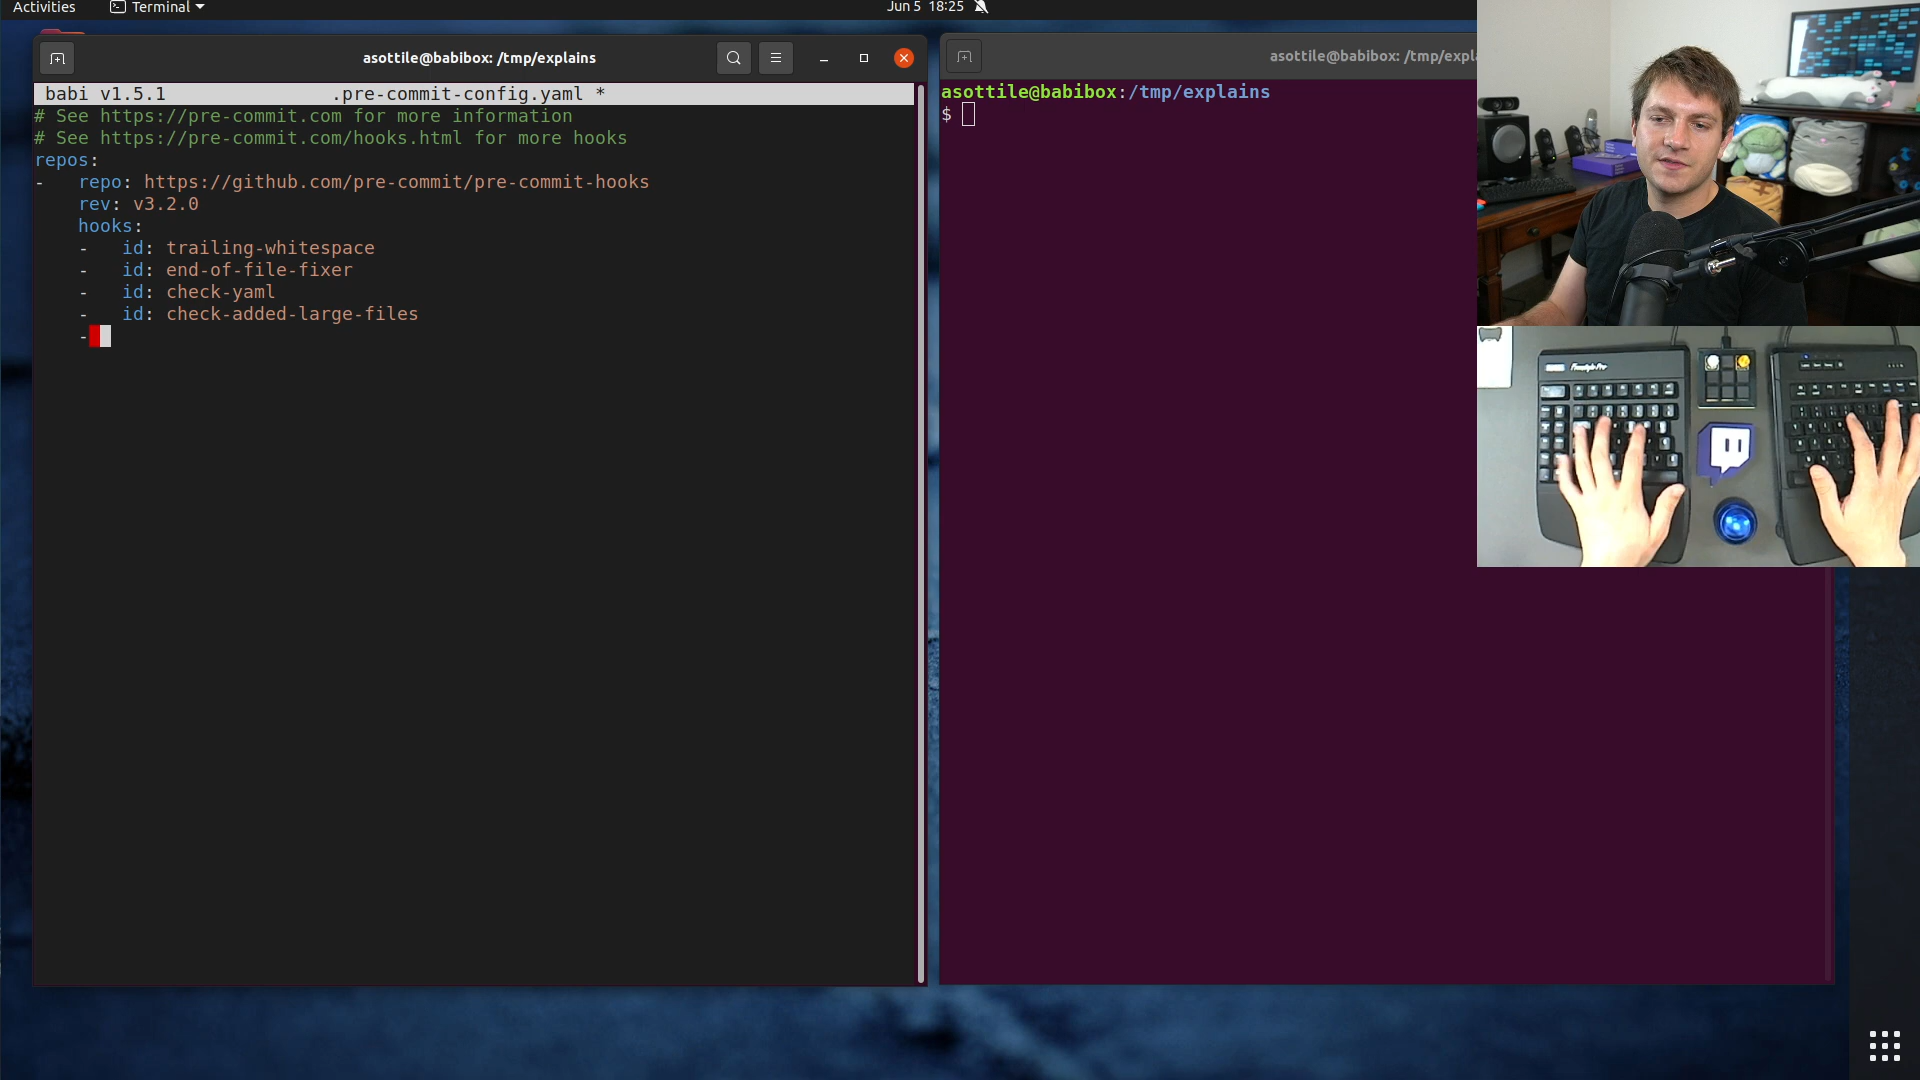 Activities
Terminal
Jun 5 18:25
asottile@babibox: /tmp/explains
babi v1.5.1 .pre-commit-config.yaml *
# See https://pre-commit.com for more information
# See https://pre-commit.com/hooks.html for more hooks
repos:
-   repo: https://github.com/pre-commit/pre-commit-hooks
    rev: v3.2.0
    hooks:
    -   id: trailing-whitespace
    -   id: end-of-file-fixer
    -   id: check-yaml
    -   id: check-added-large-files
    -
asottile@babibox: /tmp/expla
asottile@babibox:/tmp/explains
$
Freestyle Pro